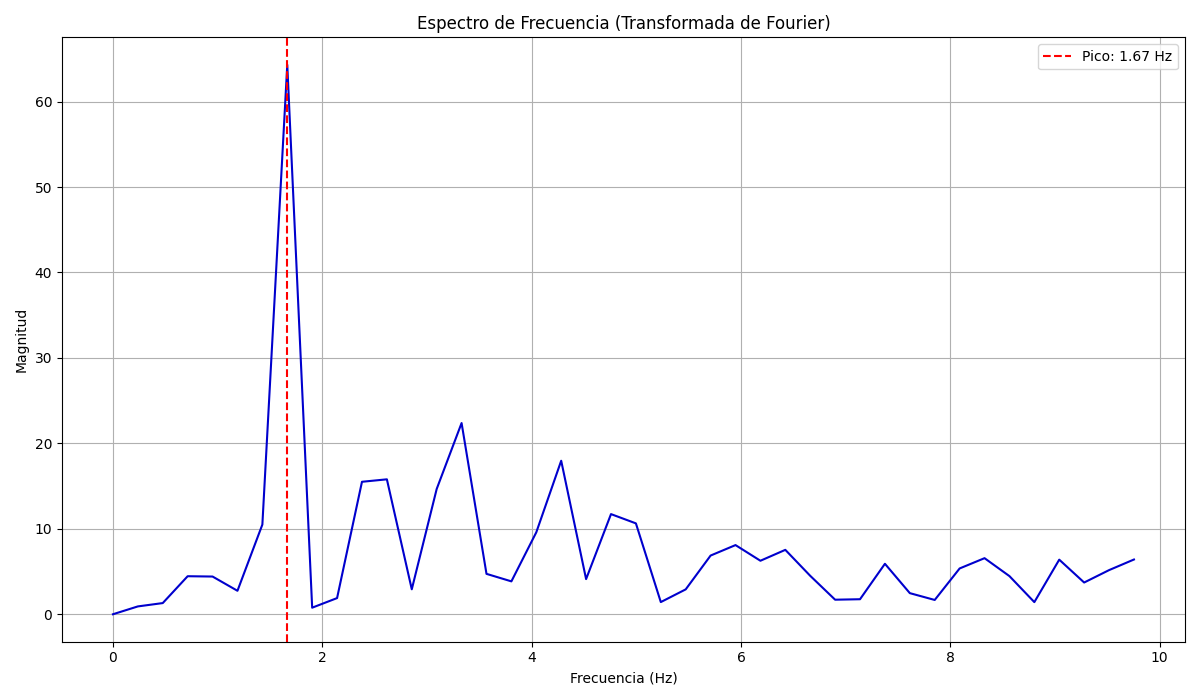 Espectro de Frecuencia (Transformada de Fourier)
Pico: 1.67 Hz
Magnitud
60
50
40
30
20
10
0
0 2 4 6 8 10
Frecuencia (Hz)